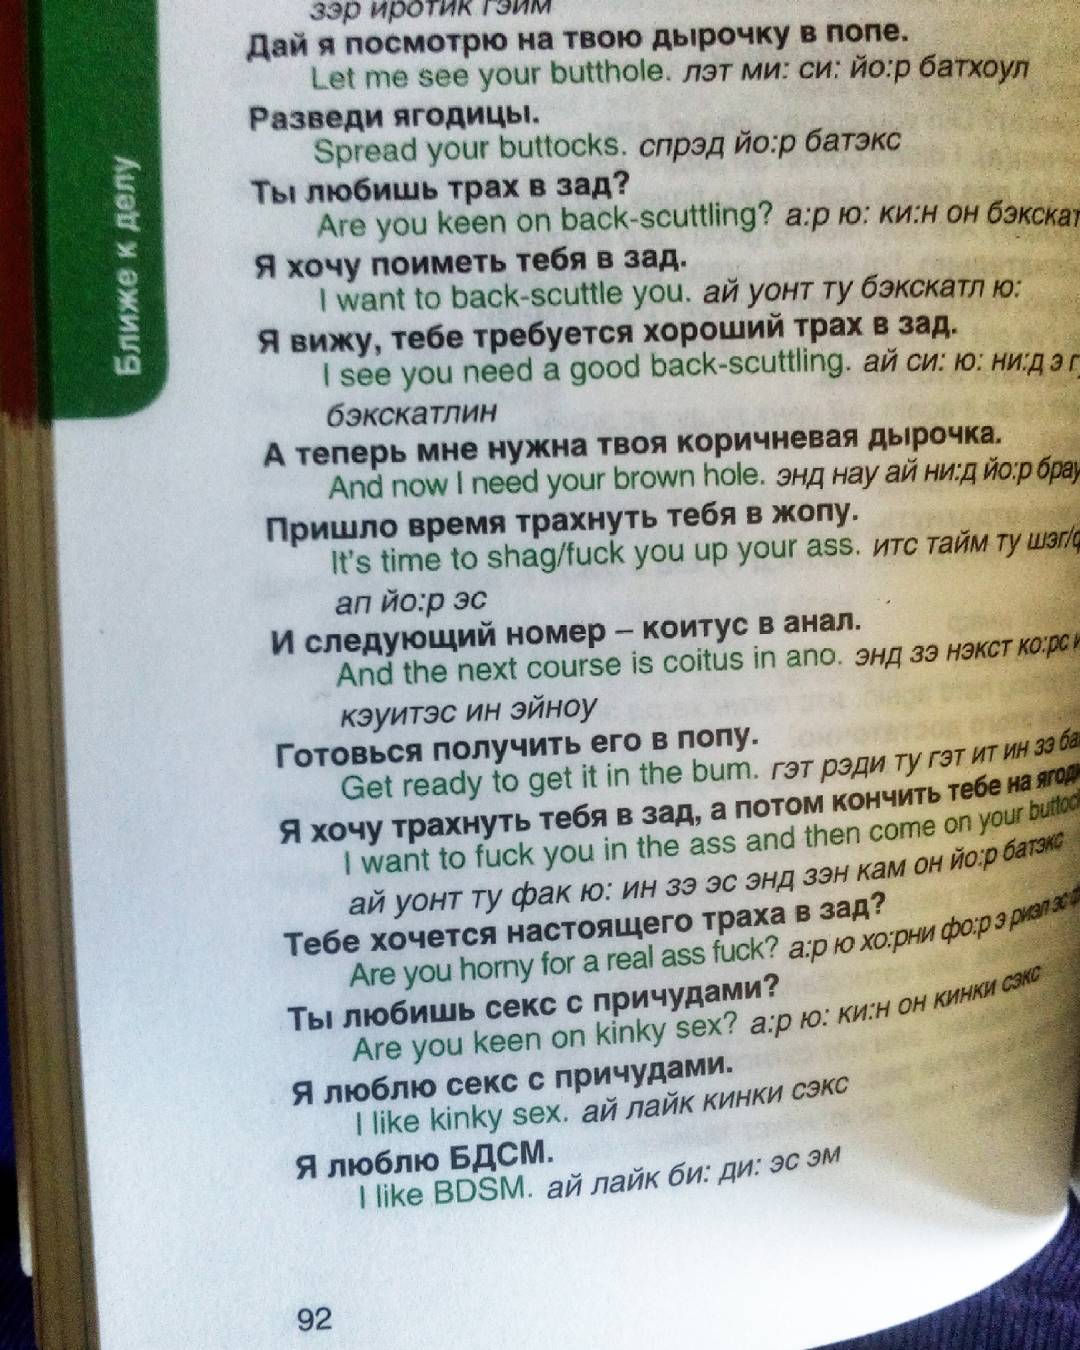 зэр иротик гэйм
Дай я посмотрю на твою дырочку в попе.
Let me see your butthole. лэт ми: си: йо:р батхоул
Разведи ягодицы.
Spread your buttocks. спрэд йо:р батэкс
Ты любишь трах в зад?
Are you keen on back-scuttling? а:р ю: ки:н он бэкскат
Я хочу поиметь тебя в зад.
I want to back-scuttle you. ай уонт ту бэкскатл ю:
Я вижу, тебе требуется хороший трах в зад.
I see you need a good back-scuttling. ай си: ю: ни:д э г
бэкскатлин
А теперь мне нужна твоя коричневая дырочка.
And now I need your brown hole. энд нау ай ни:д йо:р брау
Пришло время трахнуть тебя в жопу.
It's time to shag/fuck you up your ass. итс тайм ту шэг/ф
ап йо:р эс
И следующий номер – коитус в анал.
And the next course is coitus in ano. энд зэ нэкст ко:рс и
кэуитэс ин эйноу
Готовься получить его в попу.
Get ready to get it in the bum. гэт рэди ту гэт ит ин зэ ба
Я хочу трахнуть тебя в зад, а потом кончить тебе на ягоди
I want to fuck you in the ass and then come on your buttoc
ай уонт ту фак ю: ин зэ эс энд зэн кам он йо:р батэкс
Тебе хочется настоящего траха в зад?
Are you horny for a real ass fuck? а:р ю хо:рни фо:р э риэл эс ф
Ты любишь секс с причудами?
Are you keen on kinky sex? а:р ю: ки:н он кинки сэкс
Я люблю секс с причудами.
I like kinky sex. ай лайк кинки сэкс
Я люблю БДСМ.
I like BDSM. ай лайк би: ди: эс эм
Ближе к делу
92